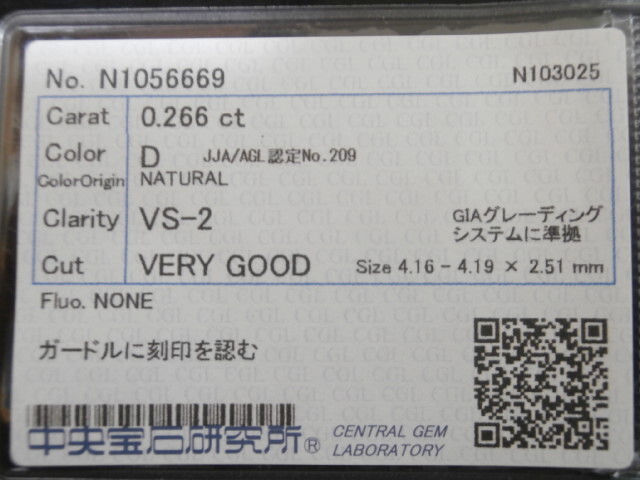 No. N1056669 N103025
Carat 0.266 ct
Color D JJA/AGL認定No.209
ColorOrigin NATURAL
Clarity VS-2 GIAグレーディング
システムに準拠
Cut VERY GOOD Size 4.16 - 4.19 × 2.51 mm
Fluo. NONE
ガードルに刻印を認む
中央宝石研究所® CENTRAL GEM
LABORATORY